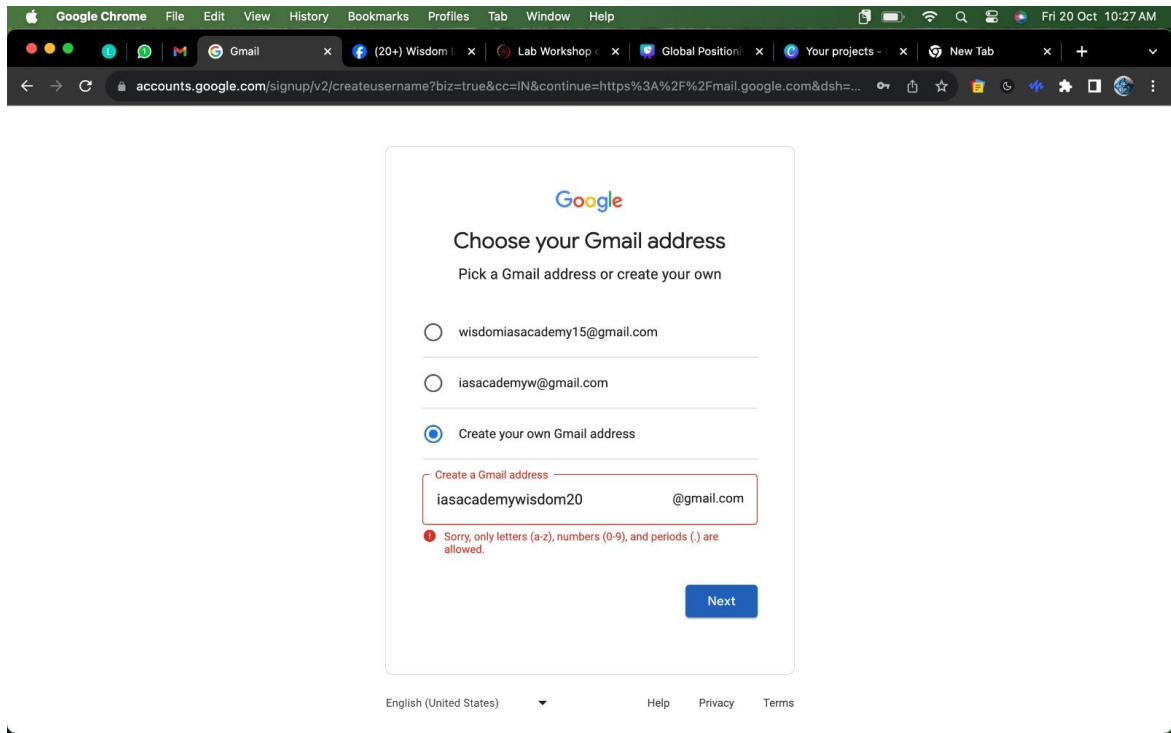 Google Chrome File Edit View History Bookmarks Profiles Tab Window Help Fri 20 Oct 10:27 AM
Gmail (20+) Wisdom Lab Workshop Global Position Your projects - New Tab
accounts.google.com/signup/v2/createusername?biz=true&cc=IN&continue=https%3A%2F%2Fmail.google.com&dsh=...
Google
Choose your Gmail address
Pick a Gmail address or create your own
wisdomiasacademy15@gmail.com
iasacademyw@gmail.com
Create your own Gmail address
Create a Gmail address
iasacademywisdom20 @gmail.com
Sorry, only letters (a-z), numbers (0-9), and periods (.) are
allowed.
Next
English (United States) Help Privacy Terms